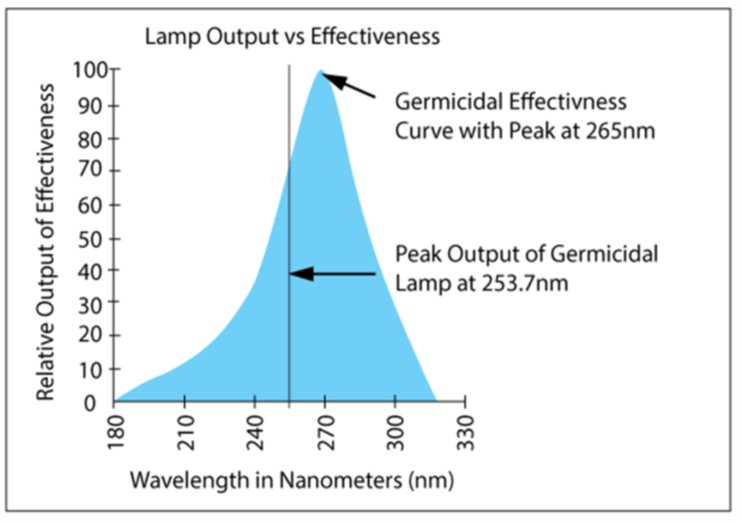 Lamp Output vs Effectiveness
Relative Output of Effectiveness
100
90
80
70
60
50
40
30
20
10
0
Germicidal Effectivness
Curve with Peak at 265nm
Peak Output of Germicidal
Lamp at 253.7nm
180
210
240
270
300
330
Wavelength in Nanometers (nm)